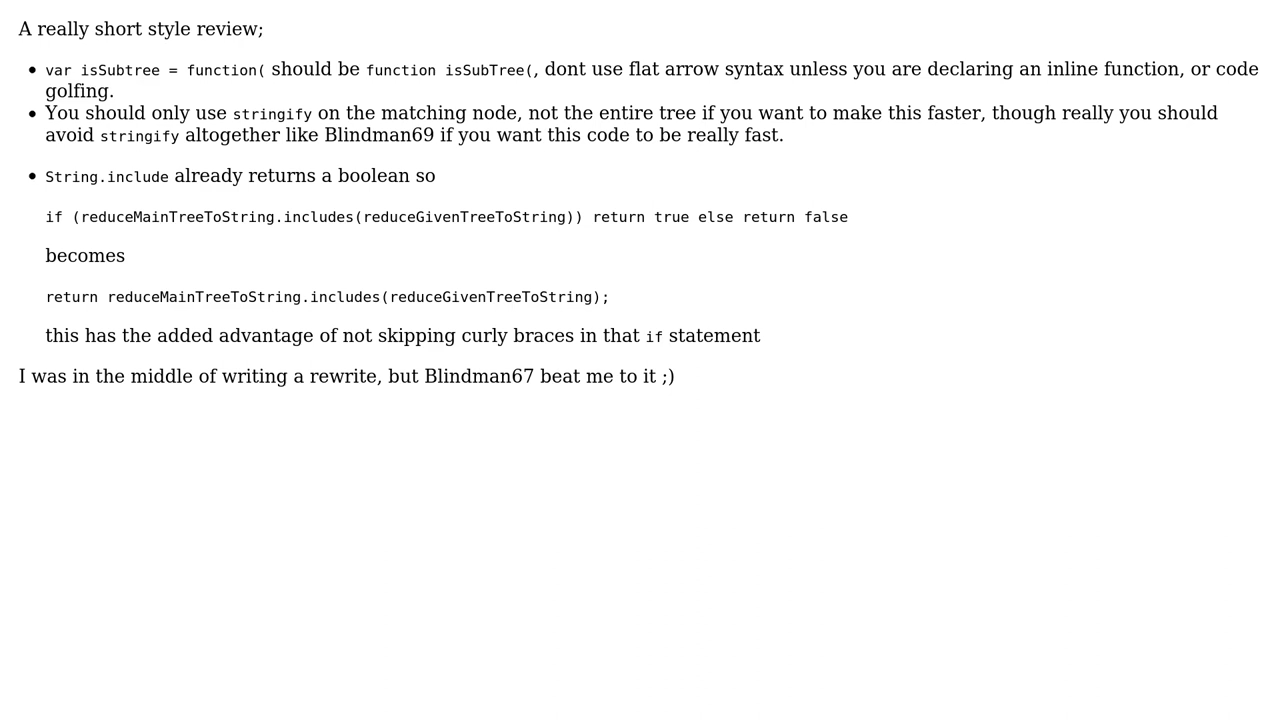 A really short style review;
var isSubtree = function( should be function isSubTree(, dont use flat arrow syntax unless you are declaring an inline function, or code
golfing.
You should only use stringify on the matching node, not the entire tree if you want to make this faster, though really you should
avoid stringify altogether like Blindman69 if you want this code to be really fast.
String.include already returns a boolean so
if (reduceMainTreeToString.includes(reduceGivenTreeToString)) return true else return false
becomes
return reduceMainTreeToString.includes(reduceGivenTreeToString);
this has the added advantage of not skipping curly braces in that if statement
I was in the middle of writing a rewrite, but Blindman67 beat me to it ;)